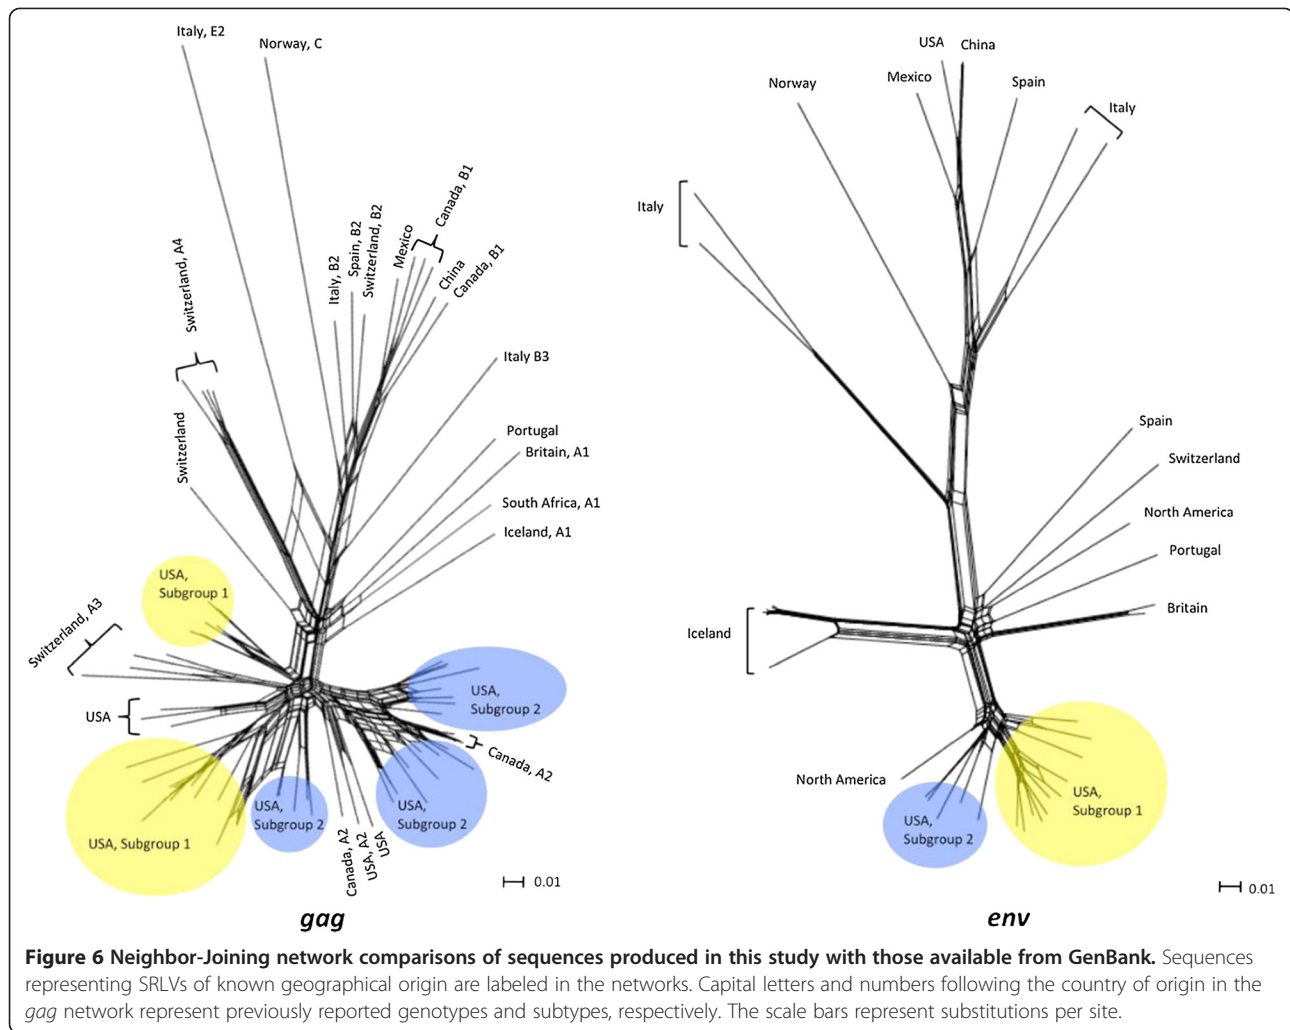 Italy, E2
Norway, C
Switzerland, A4
Italy, B2
Spain, B2
Switzerland, B2
Mexico
Canada, B1
China
Canada, B1
Italy B3
Switzerland
Portugal
Britain, A1
South Africa, A1
Iceland, A1
USA,
Subgroup 1
Switzerland, A3
USA
USA,
Subgroup 2
Canada, A2
USA, Subgroup 1
USA,
Subgroup 2
USA,
Subgroup 2
Canada, A2
USA, A2
USA
0.01
gag
USA
China
Norway
Mexico
Spain
Italy
Italy
Spain
Switzerland
North America
Portugal
Britain
Iceland
North America
USA,
Subgroup 2
USA,
Subgroup 1
0.01
env
Figure 6 Neighbor-Joining network comparisons of sequences produced in this study with those available from GenBank. Sequences
representing SRLVs of known geographical origin are labeled in the networks. Capital letters and numbers following the country of origin in the
gag network represent previously reported genotypes and subtypes, respectively. The scale bars represent substitutions per site.